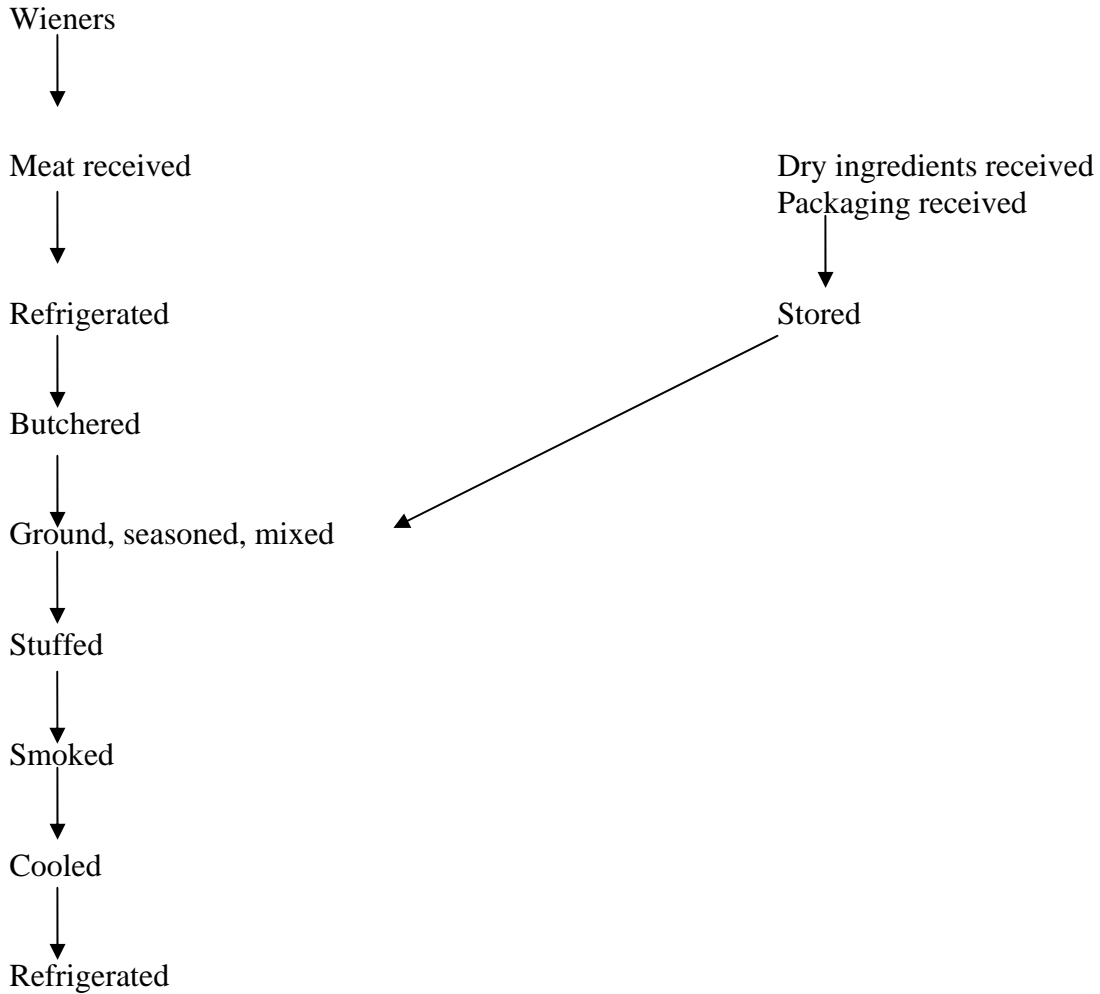 Wieners
Meat received
Dry ingredients received
Packaging received
Refrigerated
Stored
Butchered
Ground, seasoned, mixed
Stuffed
Smoked
Cooled
Refrigerated